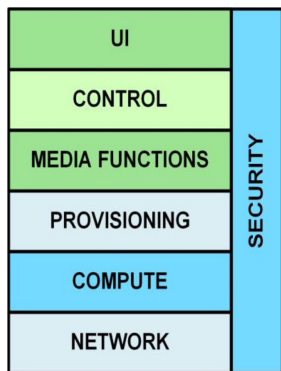 UI
CONTROL
MEDIA FUNCTIONS
PROVISIONING
COMPUTE
NETWORK
SECURITY